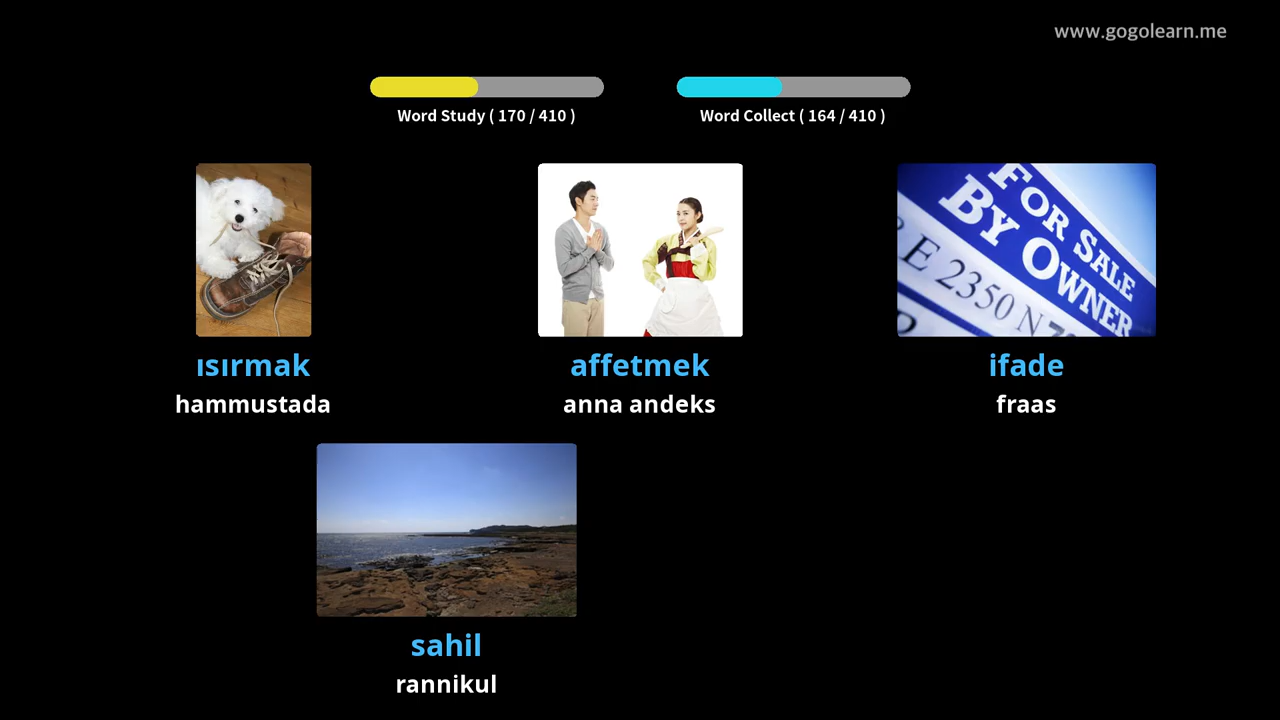 www.gogolearn.me
Word Study ( 170 / 410 )
Word Collect ( 164 / 410 )
FOR SALE
BY OWNER
E 2350 N
ısırmak
affetmek
ifade
hammustada
anna andeks
fraas
sahil
rannikul